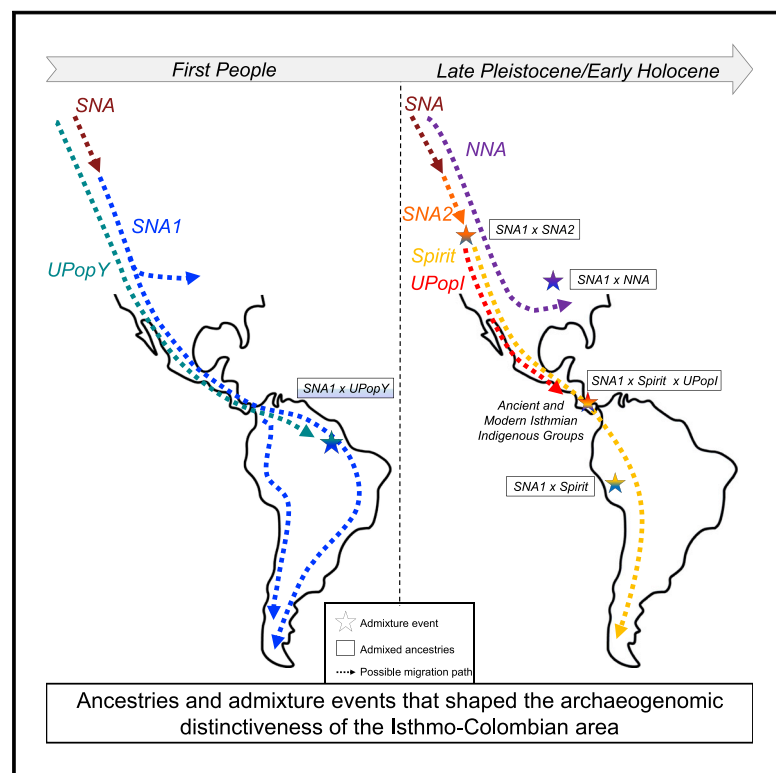 First People
Late Pleistocene/Early Holocene
SNA
SNA1
UPopY
SNA1 x UPopY
SNA
NNA
SNA2
SNA1 x SNA2
Spirit
UPopI
SNA1 x NNA
SNA1 x Spirit x UPopI
Ancient and
Modern Isthmian
Indigenous Groups
SNA1 x Spirit
Admixture event
Admixed ancestries
Possible migration path
Ancestries and admixture events that shaped the archaeogenomic
distinctiveness of the Isthmo-Colombian area